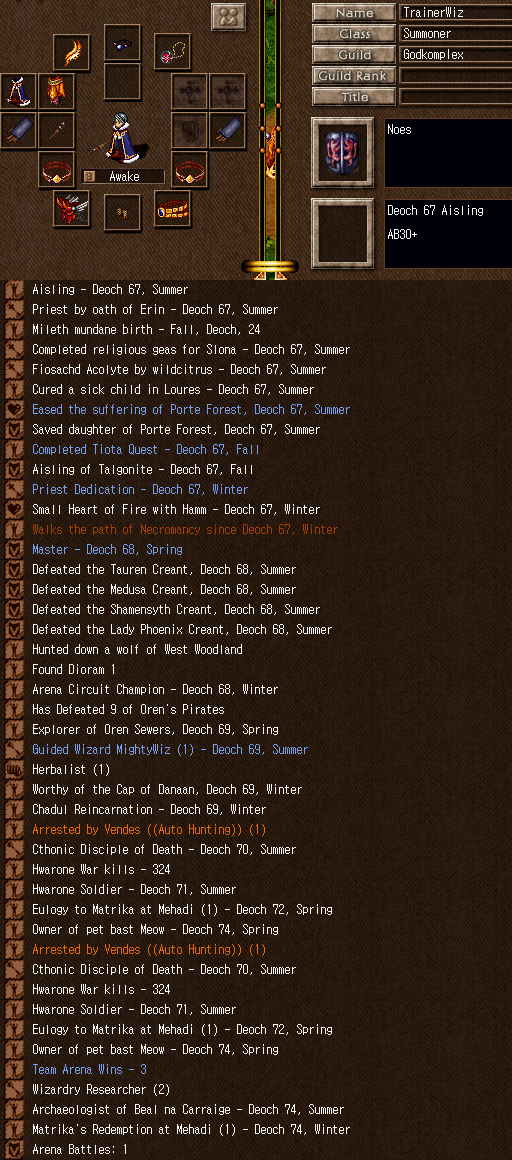 Name TrainerWiz
Class Summoner
Guild Godkomplex
Guild Rank
Title
Noes
Awake
Deoch 67 Aisling
AB30+
Aisling - Deoch 67, Summer
Priest by oath of Erin - Deoch 67, Summer
Mileth mundane birth - Fall, Deoch, 24
Completed religious geas for Slona - Deoch 67, Summer
Fiosachd Acolyte by wildcitrus - Deoch 67, Summer
Cured a sick child in Loures - Deoch 67, Summer
Eased the suffering of Porte Forest, Deoch 67, Summer
Saved daughter of Porte Forest, Deoch 67, Summer
Completed Tiota Quest - Deoch 67, Fall
Aisling of Talgonite - Deoch 67, Fall
Priest Dedication - Deoch 67, Winter
Small Heart of Fire with Hamm - Deoch 67, Winter
Walks the path of Necromancy since Deoch 67, Winter
Master - Deoch 68, Spring
Defeated the Tauren Creant, Deoch 68, Summer
Defeated the Medusa Creant, Deoch 68, Summer
Defeated the Shamensyth Creant, Deoch 68, Summer
Defeated the Lady Phoenix Creant, Deoch 68, Summer
Hunted down a wolf of West Woodland
Found Dioram 1
Arena Circuit Champion - Deoch 68, Winter
Has Defeated 9 of Oren's Pirates
Explorer of Oren Sewers, Deoch 69, Spring
Guided Wizard MightyWiz (1) - Deoch 69, Summer
Herbalist (1)
Worthy of the Cap of Danaan, Deoch 69, Winter
Chadul Reincarnation - Deoch 69, Winter
Arrested by Vendes ((Auto Hunting)) (1)
Cthonic Disciple of Death - Deoch 70, Summer
Hwarone War kills - 324
Hwarone Soldier - Deoch 71, Summer
Eulogy to Matrika at Mehadi (1) - Deoch 72, Spring
Owner of pet bast Meow - Deoch 74, Spring
Arrested by Vendes ((Auto Hunting)) (1)
Cthonic Disciple of Death - Deoch 70, Summer
Hwarone War kills - 324
Hwarone Soldier - Deoch 71, Summer
Eulogy to Matrika at Mehadi (1) - Deoch 72, Spring
Owner of pet bast Meow - Deoch 74, Spring
Team Arena Wins - 3
Wizardry Researcher (2)
Archaeologist of Beal na Carraige - Deoch 74, Summer
Matrika's Redemption at Mehadi (1) - Deoch 74, Winter
Arena Battles: 1